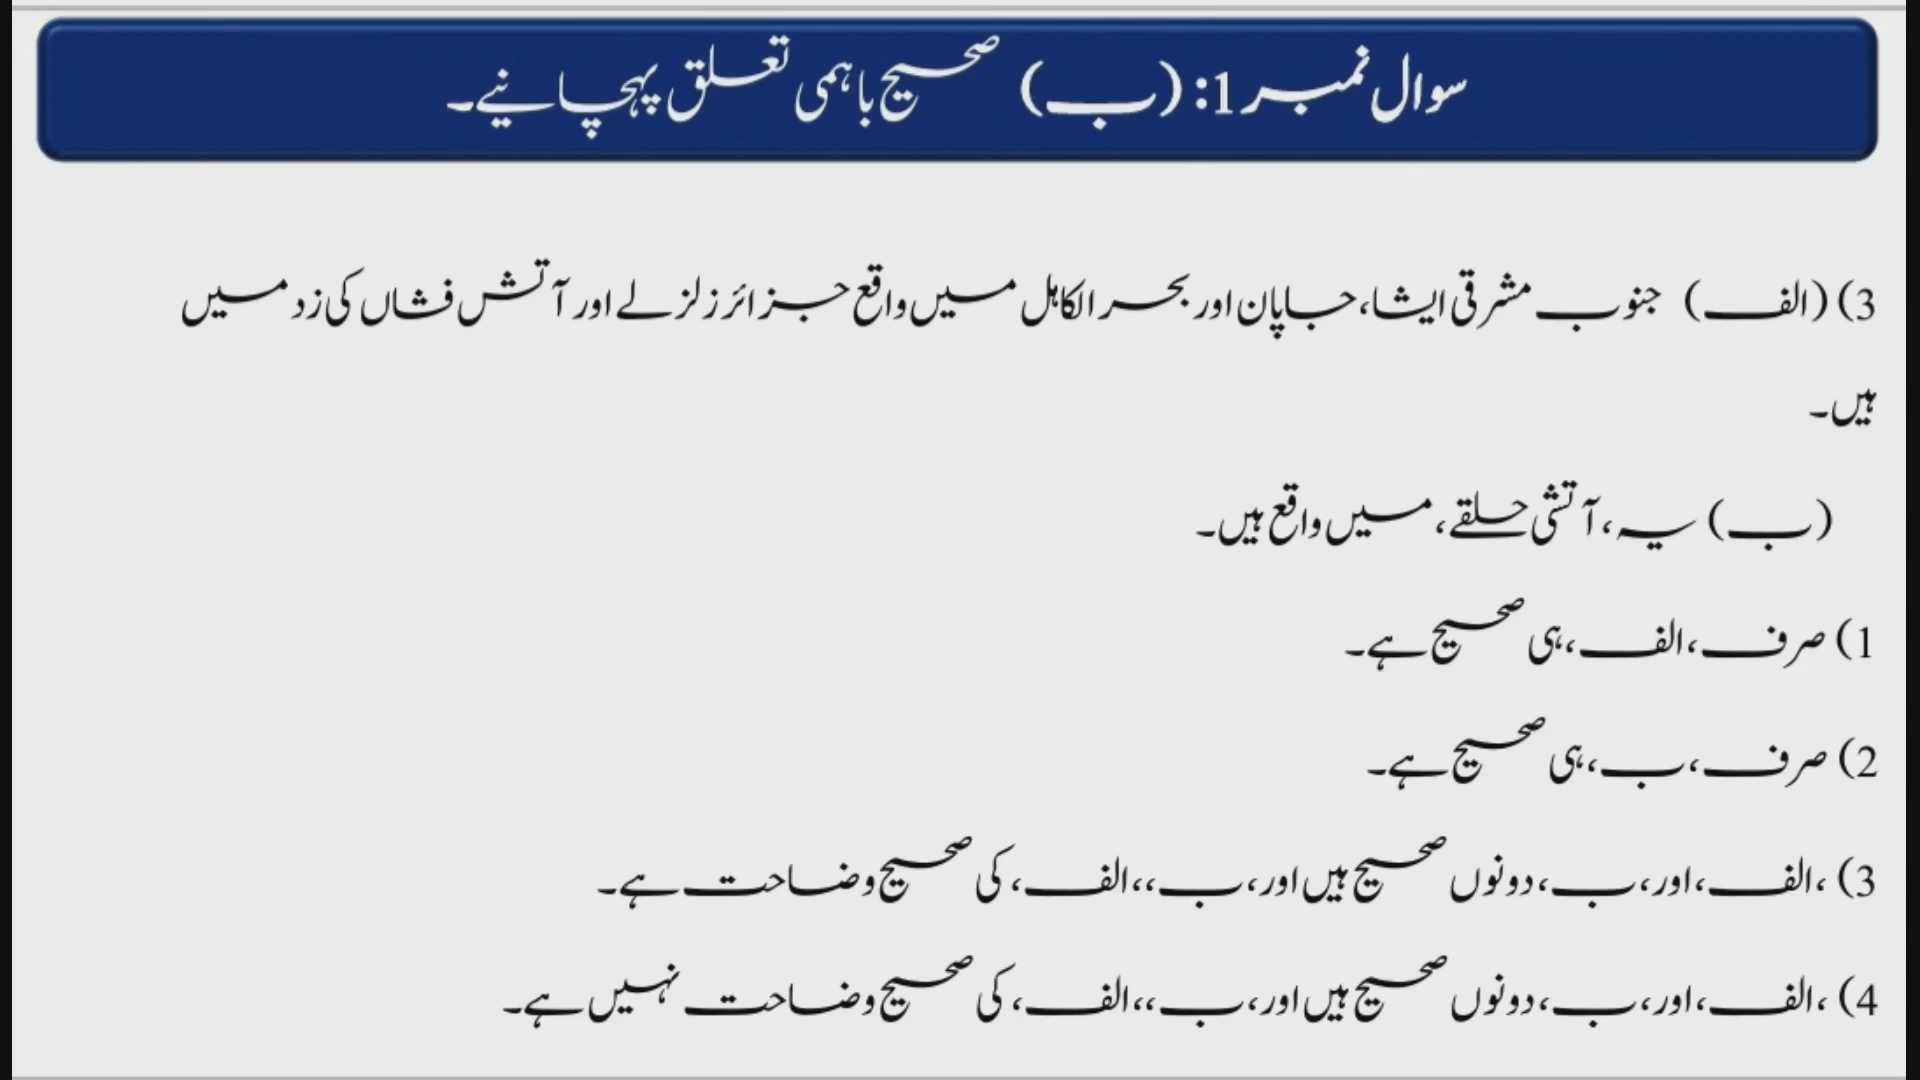 سوال نمبر 1: (ب) صحیح باہمی تعلق پہچانیے۔
3) (الف) جنوب مشرقی ایشا، جاپان اور بحر الکاہل میں واقع جزائر زلزلے اور آتش فشاں کی زد میں
ہیں۔
(ب) یہ، آتشی حلقے، میں واقع ہیں۔
1) صرف، الف، ہی صحیح ہے۔
2) صرف، ب، ہی صحیح ہے۔
3) ،الف، اور، ب، دونوں صحیح ہیں اور، ب،، الف، کی صحیح وضاحت ہے۔
4) ،الف، اور، ب، دونوں صحیح ہیں اور، ب،، الف، کی صحیح وضاحت نہیں ہے۔